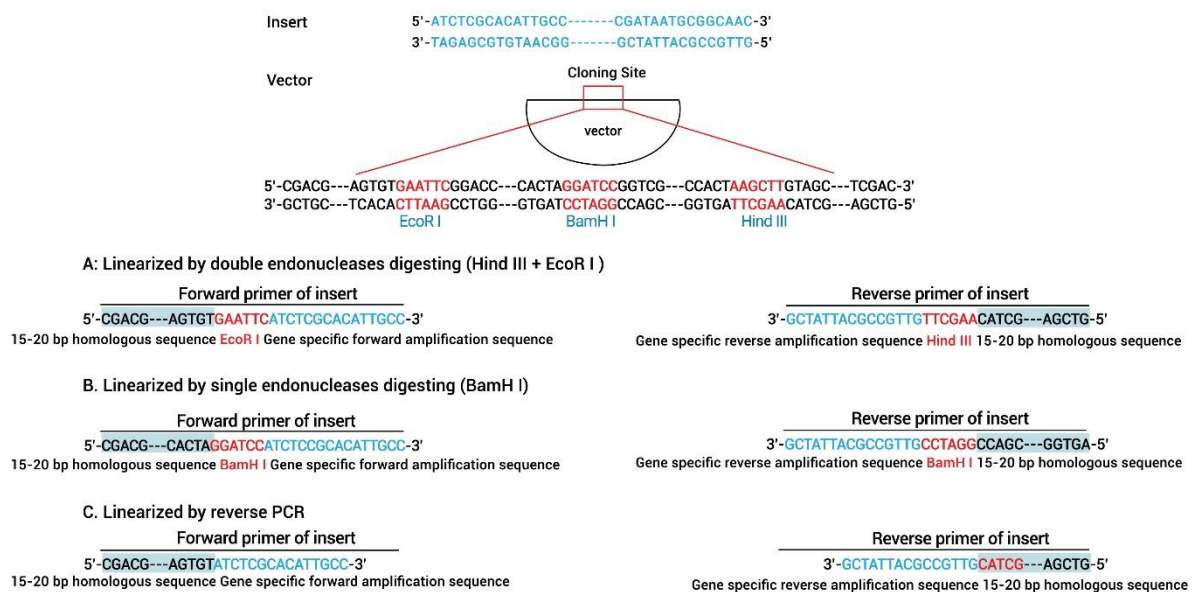 Insert
5'-ATCTCGCACATTGCC-------CGATAATGCGGCAAC-3'
3'-TAGAGCGTGTAACGG-------GCTATTACGCCGTTG-5'
Vector
Cloning Site
vector
5'-CGACG---AGTGTGAATTCGGACC---CACTAGGATCCGGTCG---CCACTAAGCTTGTAGC---TCGAC-3'
3'-GCTGC---TCACACTTAAGCCTGG---GTGATCCTAGGCCAGC---GGTGATTCGAACATCG---AGCTG-5'
EcoR I BamH I Hind III
A: Linearized by double endonucleases digesting (Hind III + EcoR I )
Forward primer of insert
5'-CGACG---AGTGTGAATTCATCTCGCACATTGCC-3'
15-20 bp homologous sequence EcoR I Gene specific forward amplification sequence
Reverse primer of insert
3'-GCTATTACGCCGTTGTTCGAACATCG---AGCTG-5'
Gene specific reverse amplification sequence Hind III 15-20 bp homologous sequence
B. Linearized by single endonucleases digesting (BamH I)
Forward primer of insert
5'-CGACG---CACTAGGATCCATCTCCGCACATTGCC-3'
15-20 bp homologous sequence BamH I Gene specific forward amplification sequence
Reverse primer of insert
3'-GCTATTACGCCGTTGCCTAGGCCAGC---GGTGA-5'
Gene specific reverse amplification sequence BamH I 15-20 bp homologous sequence
C. Linearized by reverse PCR
Forward primer of insert
5'-CGACG---AGTGTATCTCGCACATTGCC-3'
15-20 bp homologous sequence Gene specific forward amplification sequence
Reverse primer of insert
3'-GCTATTACGCCGTTGCATCG---AGCTG-5'
Gene specific reverse amplification sequence 15-20 bp homologous sequence